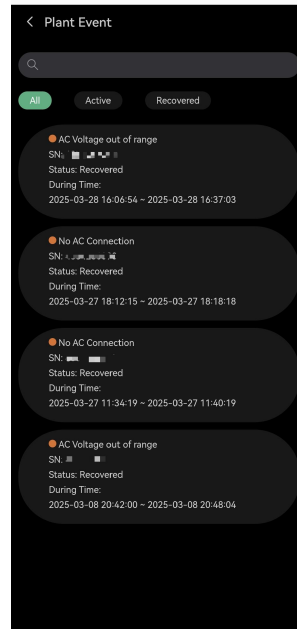 Plant Event
All
Active
Recovered
AC Voltage out of range
SN:
Status: Recovered
During Time:
2025-03-28 16:06:54 ~ 2025-03-28 16:37:03
No AC Connection
SN:
Status: Recovered
During Time:
2025-03-27 18:12:15 ~ 2025-03-27 18:18:18
No AC Connection
SN:
Status: Recovered
During Time:
2025-03-27 11:34:19 ~ 2025-03-27 11:40:19
AC Voltage out of range
SN:
Status: Recovered
During Time:
2025-03-08 20:42:00 ~ 2025-03-08 20:48:04